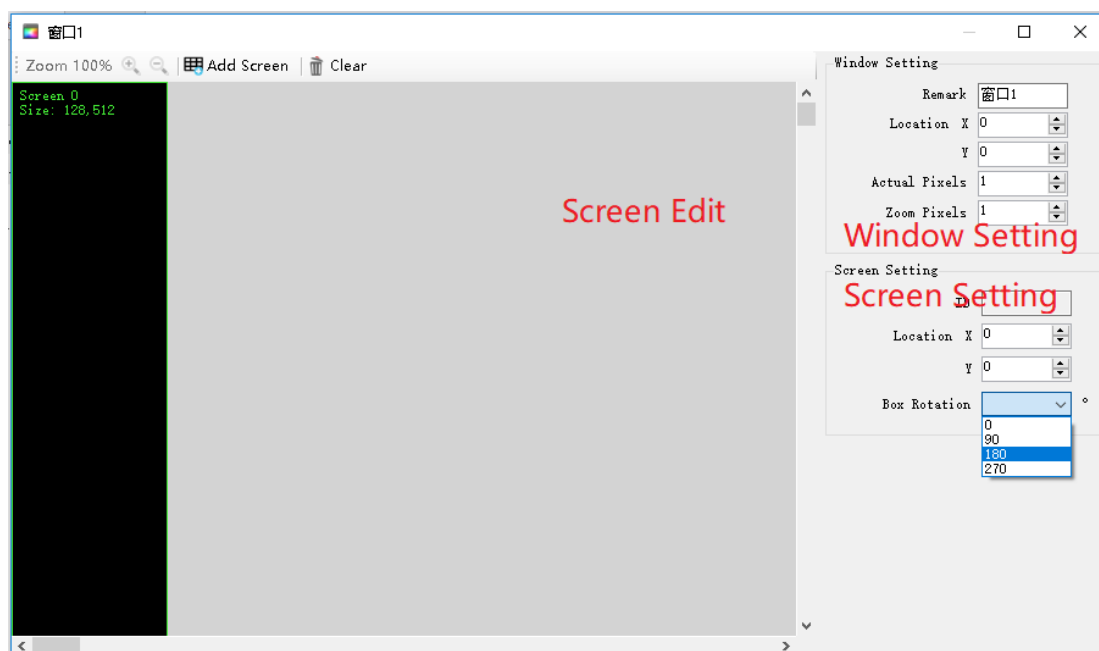 窗口1
Zoom 100% Add Screen Clear
Screen 0
Size: 128,512
Screen Edit
Window Setting
Remark 窗口1
Location X 0
Y 0
Actual Pixels 1
Zoom Pixels 1
Window Setting
Screen Setting
Screen Setting
ID
Location X 0
Y 0
Box Rotation °
0
90
180
270